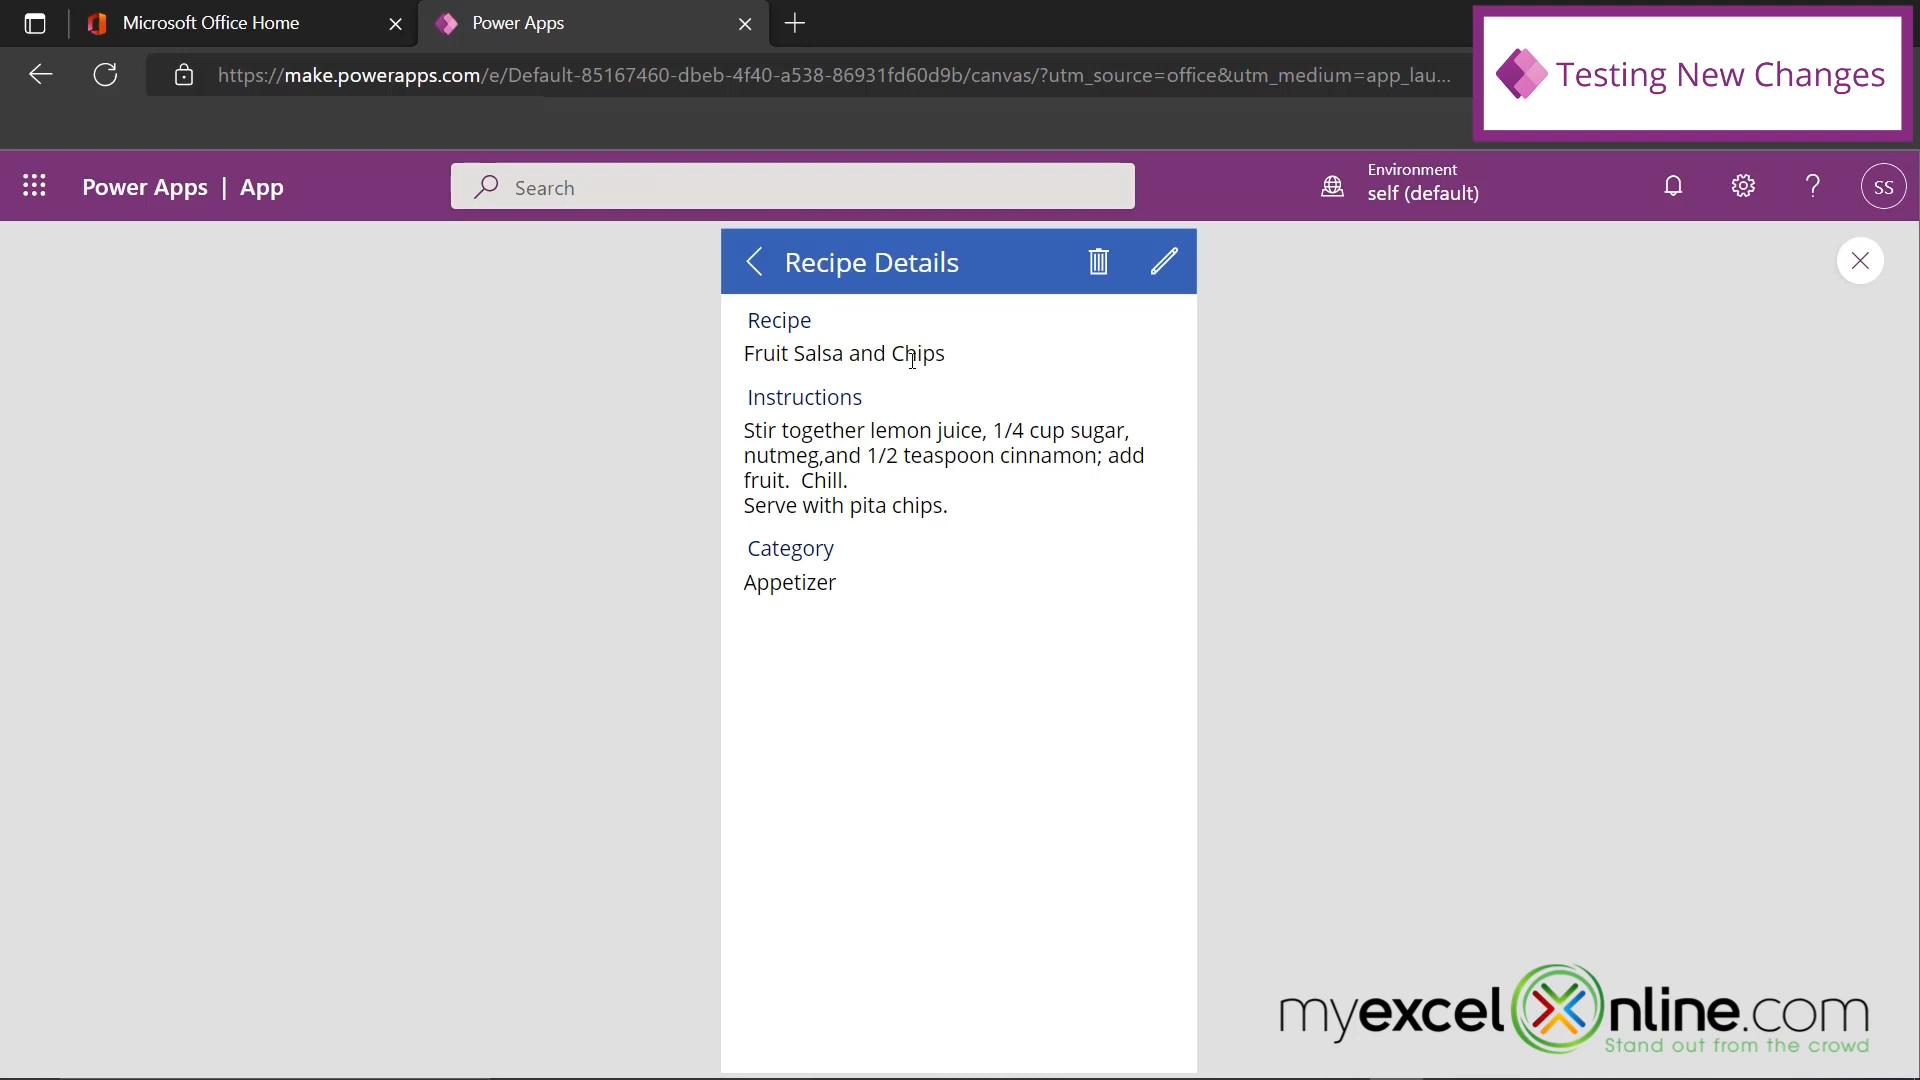 Microsoft Office Home
Power Apps
https://make.powerapps.com/e/Default-85167460-dbeb-4f40-a538-86931fd60d9b/canvas/?utm_source=office&utm_medium=app_lau...
Testing New Changes
Power Apps | App
Search
Environment
self (default)
?
SS
Recipe Details
Recipe
Fruit Salsa and Chips
Instructions
Stir together lemon juice, 1/4 cup sugar,
nutmeg,and 1/2 teaspoon cinnamon; add
fruit.  Chill.
Serve with pita chips.
Category
Appetizer
myexcelOnline.com
Stand out from the crowd